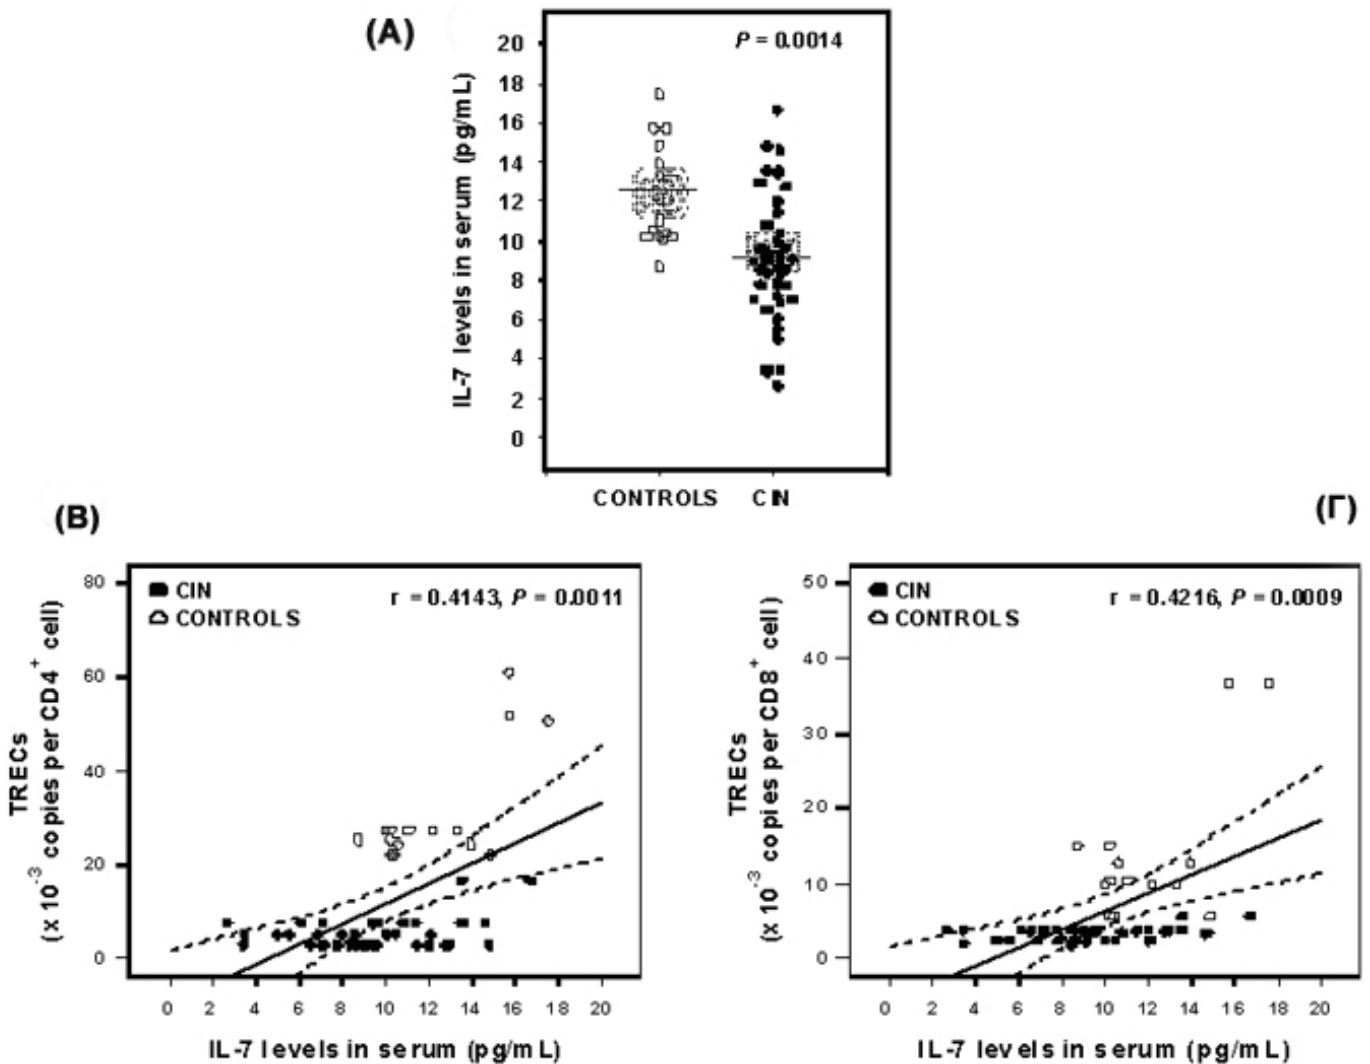 (A)
P = 0.0014
IL-7 levels in serum (pg/mL)
20
18
16
14
12
10
8
6
4
2
0
CONTROLS CIN
(B)
CIN
CONTROLS
r = 0.4143, P = 0.0011
TRECs
(x 10⁻³ copies per CD4⁺ cell)
80
60
40
20
0
0 2 4 6 8 10 12 14 16 18 20
IL-7 levels in serum (pg/mL)
(Γ)
CIN
CONTROLS
r = 0.4216, P = 0.0009
TRECs
(x 10⁻³ copies per CD8⁺ cell)
50
40
30
20
10
0
0 2 4 6 8 10 12 14 16 18 20
IL-7 levels in serum (pg/mL)